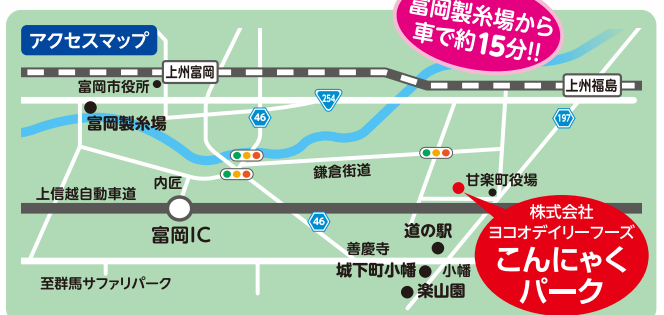 富岡製糸場から
車で約15分!!
アクセスマップ
上州富岡
富岡市役所
上州福島
254
46
197
富岡製糸場
鎌倉街道
内匠
甘楽町役場
上信越自動車道
富岡IC
46
株式会社
ヨコオデイリーフーズ
こんにゃく
パーク
道の駅
善慶寺
城下町小幡
小幡
楽山園
至群馬サファリパーク